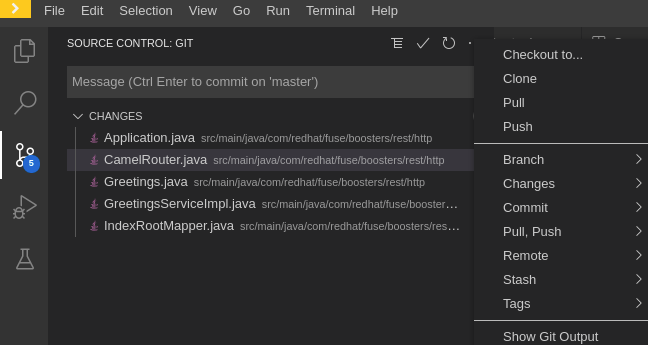 File Edit Selection View Go Run Terminal Help
SOURCE CONTROL: GIT
Message (Ctrl Enter to commit on 'master')
CHANGES
Application.java src/main/java/com/redhat/fuse/boosters/rest/http
CamelRouter.java src/main/java/com/redhat/fuse/boosters/rest/http
Greetings.java src/main/java/com/redhat/fuse/boosters/rest/http
GreetingsServiceImpl.java src/main/java/com/redhat/fuse/booster...
IndexRootMapper.java src/main/java/com/redhat/fuse/boosters/res...
5
Checkout to...
Clone
Pull
Push
Branch
Changes
Commit
Pull, Push
Remote
Stash
Tags
Show Git Output